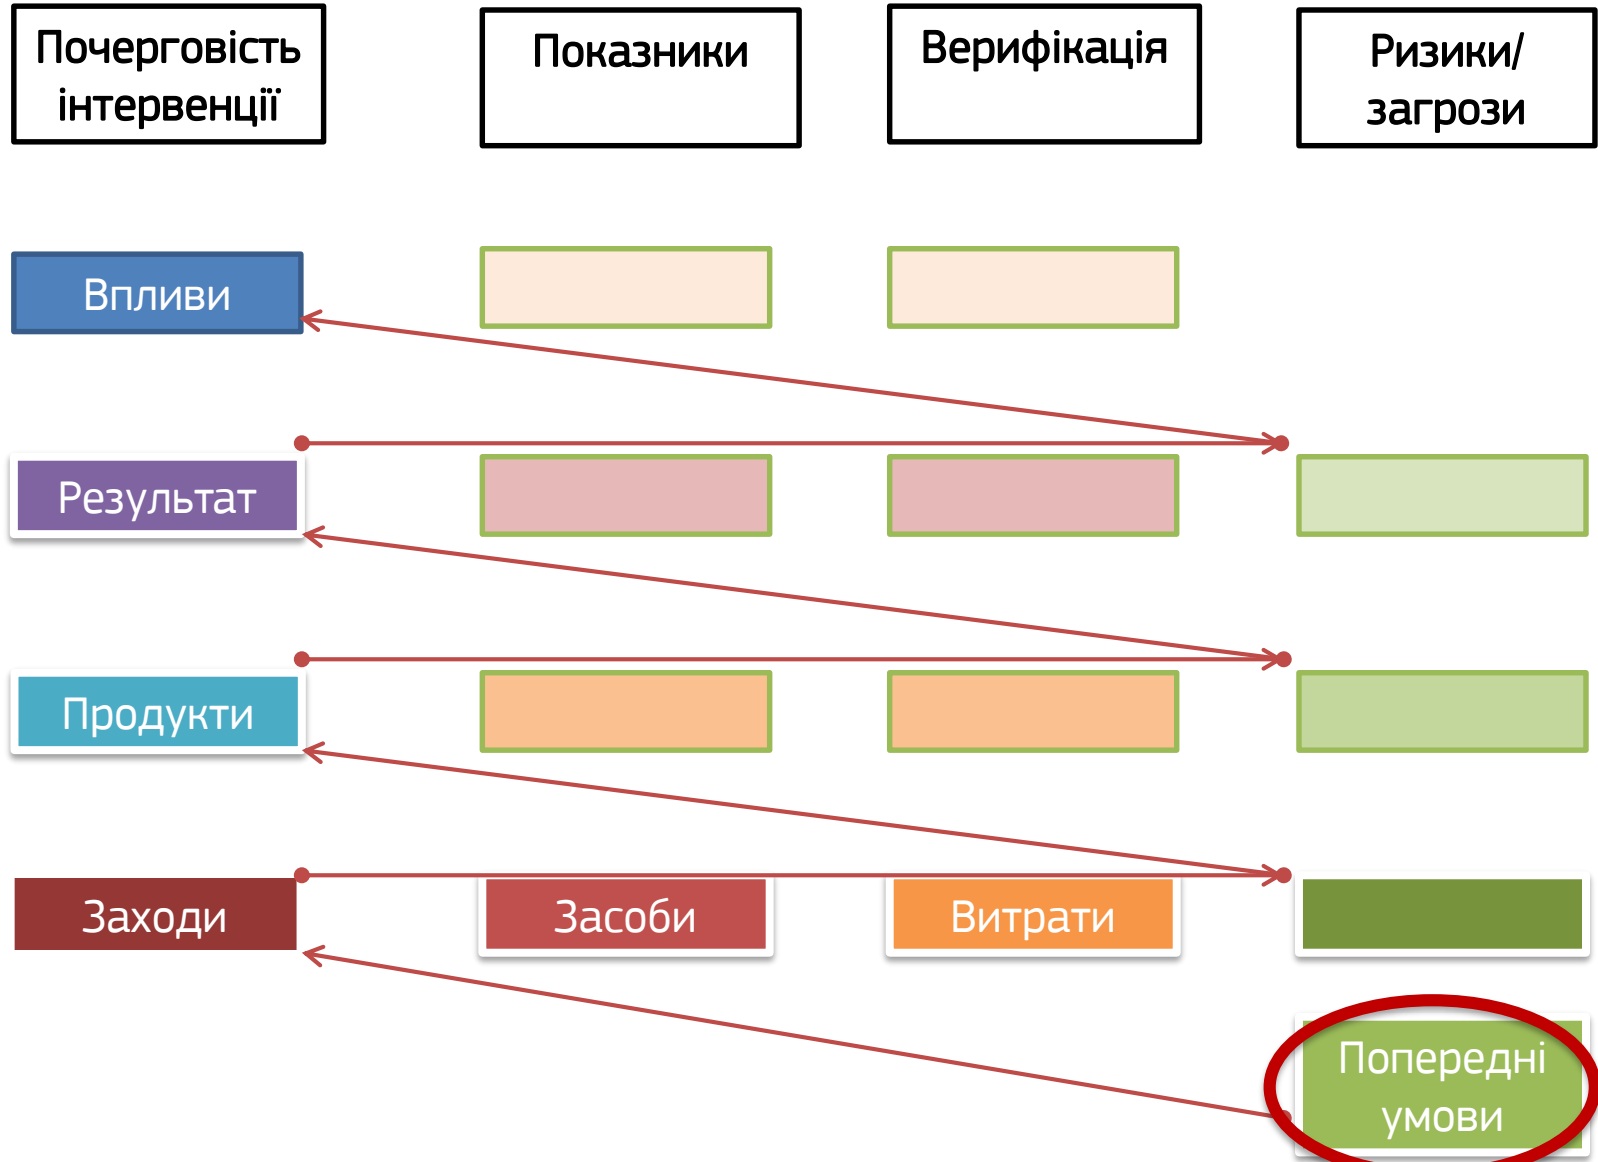 Почерговість
інтервенції
Показники
Верифікація
Ризики/
загрози
Впливи
Результат
Продукти
Заходи
Засоби
Витрати
Попередні
умови